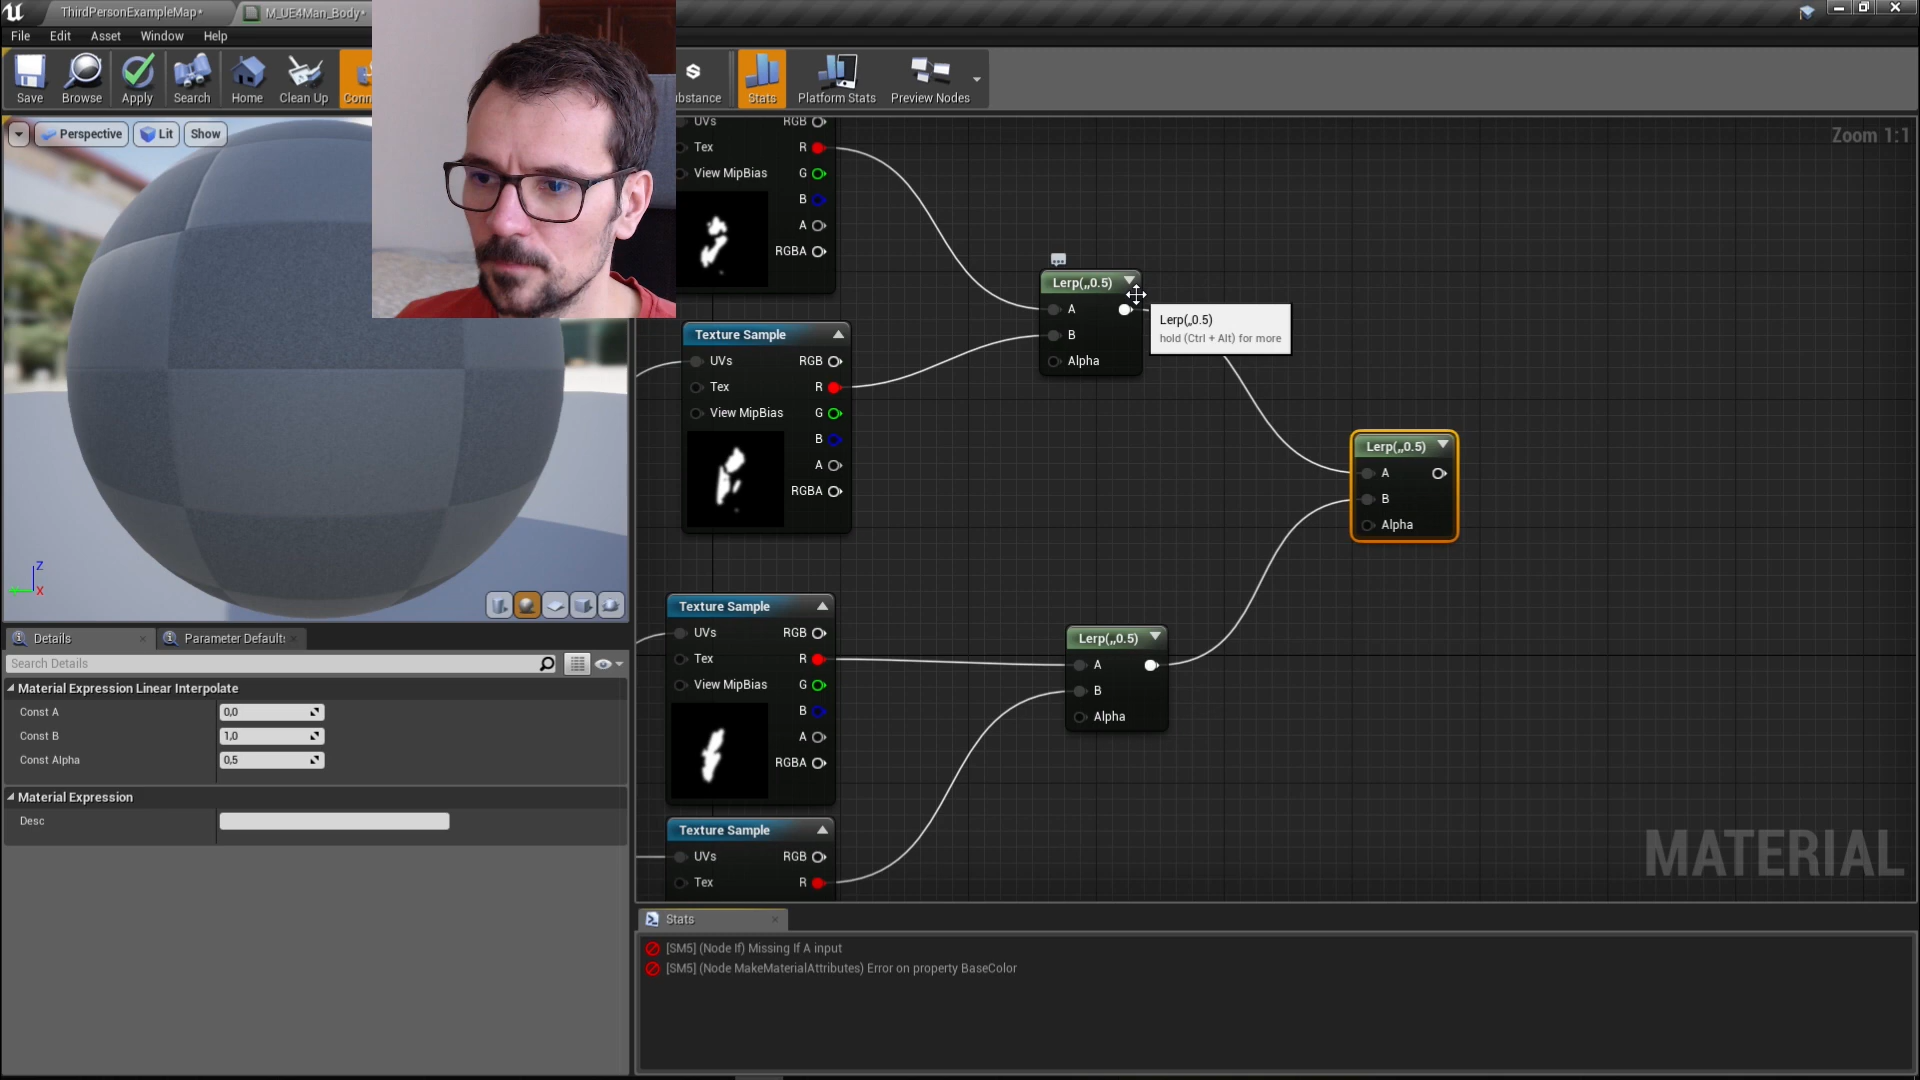 ThirdPersonExampleMap*
M_UE4Man_Body*
File Edit Asset Window Help
Save Browse Apply Search Home Clean Up Conn
ubstance Stats Platform Stats Preview Nodes
Perspective Lit Show
Zoom 1:1
UVs RGB
Tex R
View MipBias G
B
A
RGBA
Lerp(,,0.5)
A
B
Alpha
Lerp(,,0.5)
hold (Ctrl + Alt) for more
Texture Sample
UVs RGB
Tex R
View MipBias G
B
A
RGBA
Lerp(,,0.5)
A
B
Alpha
Texture Sample
UVs RGB
Tex R
View MipBias G
B
A
RGBA
Lerp(,,0.5)
A
B
Alpha
Texture Sample
UVs RGB
Tex R
MATERIAL
Z
X
Details
Parameter Default
Search Details
Material Expression Linear Interpolate
Const A 0,0
Const B 1,0
Const Alpha 0,5
Material Expression
Desc
Stats
[SM5] (Node If) Missing If A input
[SM5] (Node MakeMaterialAttributes) Error on property BaseColor